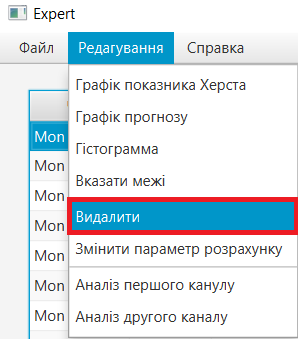 Expert
Файл Редагування Справка
Графік показника Херста
Графік прогнозу
Гістограмма
Вказати межі
Mon
Mon
Mon
Видалити
Mon
Змінити параметр розрахунку
Mon
Аналіз першого канулу
Mon
Аналіз другого каналу
Mon